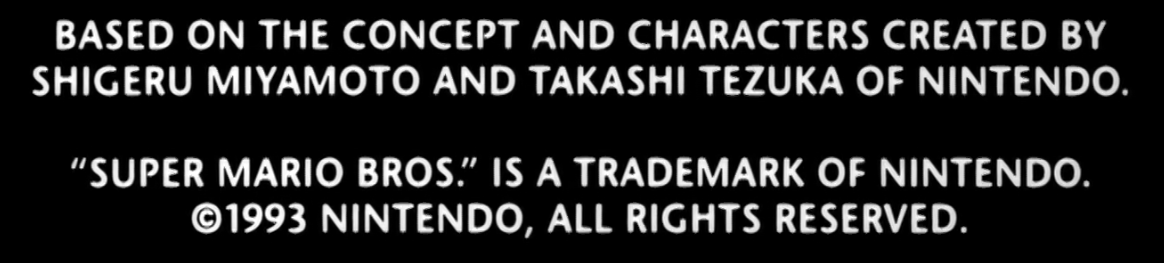 BASED ON THE CONCEPT AND CHARACTERS CREATED BY
SHIGERU MIYAMOTO AND TAKASHI TEZUKA OF NINTENDO.
“SUPER MARIO BROS.” IS A TRADEMARK OF NINTENDO.
©1993 NINTENDO, ALL RIGHTS RESERVED.